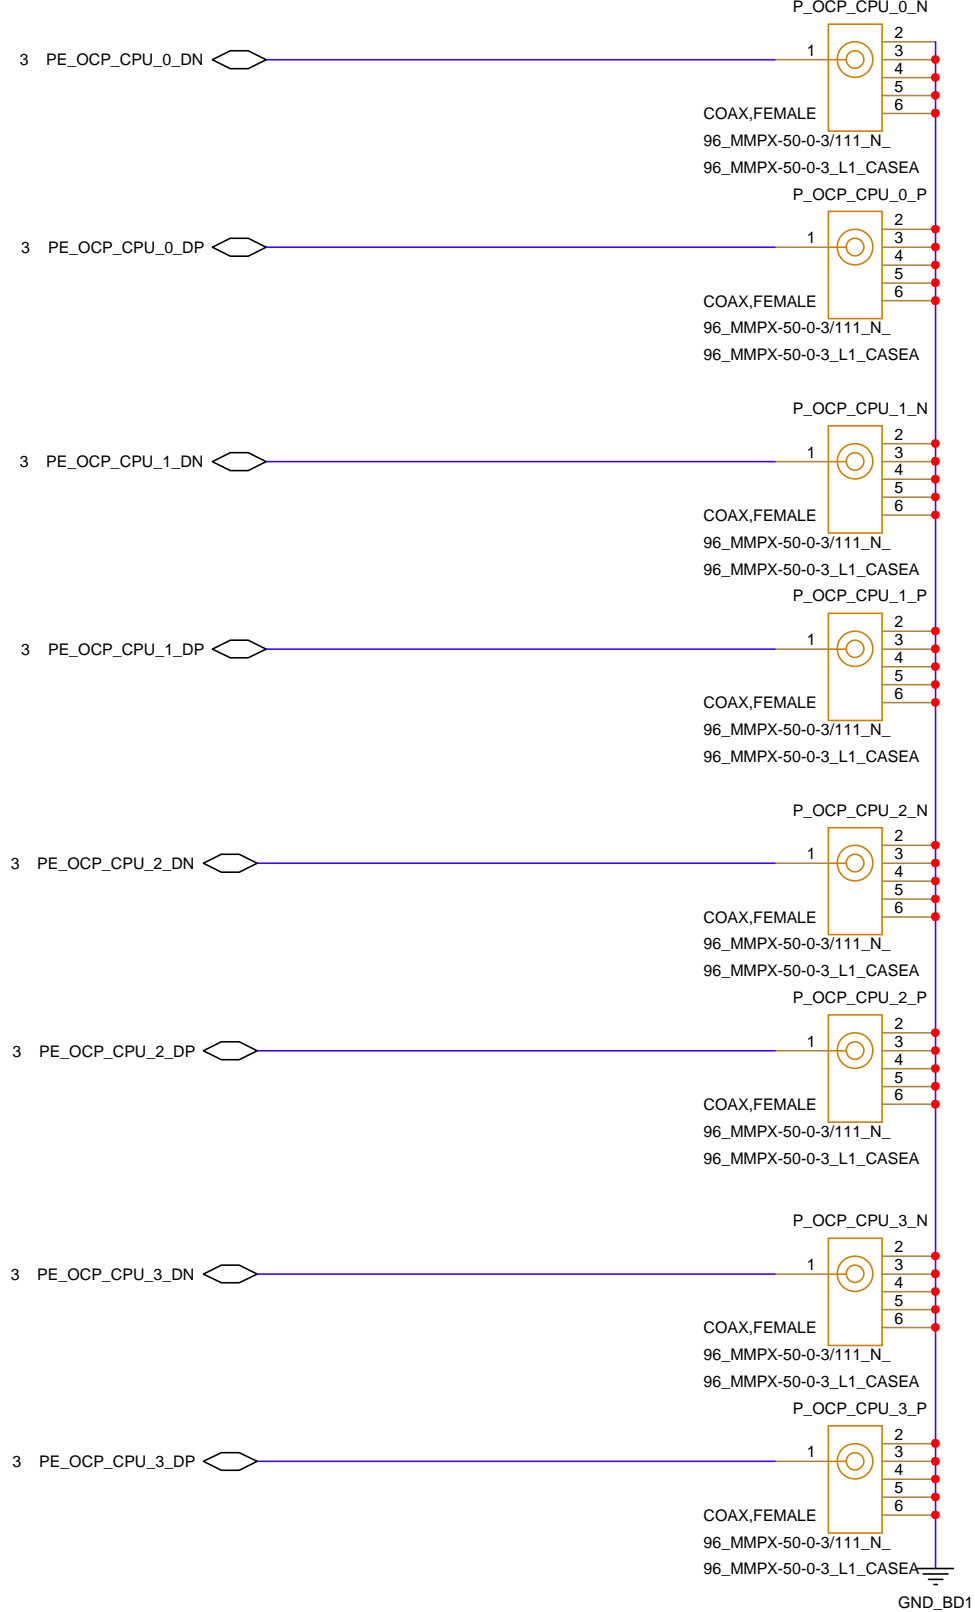 P_OCP_CPU_0_N
3 PE_OCP_CPU_0_DN
1
2
3
4
5
6
COAX,FEMALE
96_MMPX-50-0-3/111_N_
96_MMPX-50-0-3_L1_CASEA
P_OCP_CPU_0_P
3 PE_OCP_CPU_0_DP
1
2
3
4
5
6
COAX,FEMALE
96_MMPX-50-0-3/111_N_
96_MMPX-50-0-3_L1_CASEA
P_OCP_CPU_1_N
3 PE_OCP_CPU_1_DN
1
2
3
4
5
6
COAX,FEMALE
96_MMPX-50-0-3/111_N_
96_MMPX-50-0-3_L1_CASEA
P_OCP_CPU_1_P
3 PE_OCP_CPU_1_DP
1
2
3
4
5
6
COAX,FEMALE
96_MMPX-50-0-3/111_N_
96_MMPX-50-0-3_L1_CASEA
P_OCP_CPU_2_N
3 PE_OCP_CPU_2_DN
1
2
3
4
5
6
COAX,FEMALE
96_MMPX-50-0-3/111_N_
96_MMPX-50-0-3_L1_CASEA
P_OCP_CPU_2_P
3 PE_OCP_CPU_2_DP
1
2
3
4
5
6
COAX,FEMALE
96_MMPX-50-0-3/111_N_
96_MMPX-50-0-3_L1_CASEA
P_OCP_CPU_3_N
3 PE_OCP_CPU_3_DN
1
2
3
4
5
6
COAX,FEMALE
96_MMPX-50-0-3/111_N_
96_MMPX-50-0-3_L1_CASEA
P_OCP_CPU_3_P
3 PE_OCP_CPU_3_DP
1
2
3
4
5
6
COAX,FEMALE
96_MMPX-50-0-3/111_N_
96_MMPX-50-0-3_L1_CASEA
GND_BD1